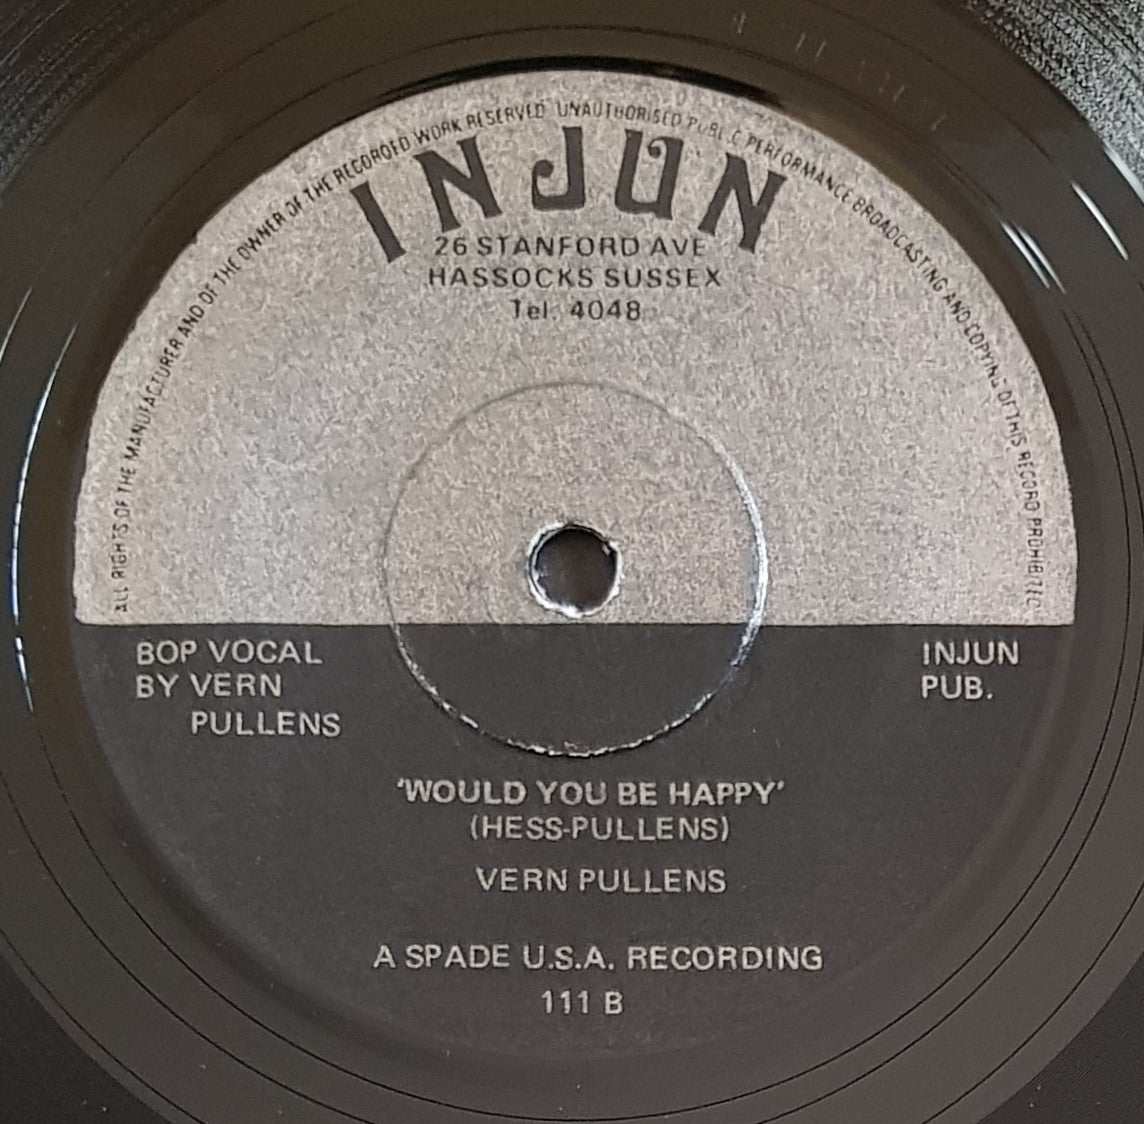 ALL RIGHTS OF THE MANUFACTURER AND OF THE OWNER OF THE RECORDED WORK RESERVED UNAUTHORISED PUBLIC PERFORMANCE BROADCASTING AND COPYING OF THIS RECORD PROHIBITED
INJUN
26 STANFORD AVE
HASSOCKS SUSSEX
Tel: 4048
BOP VOCAL
BY VERN
PULLENS
INJUN
PUB.
'WOULD YOU BE HAPPY'
(HESS-PULLENS)
VERN PULLENS
A SPADE U.S.A. RECORDING
111 B